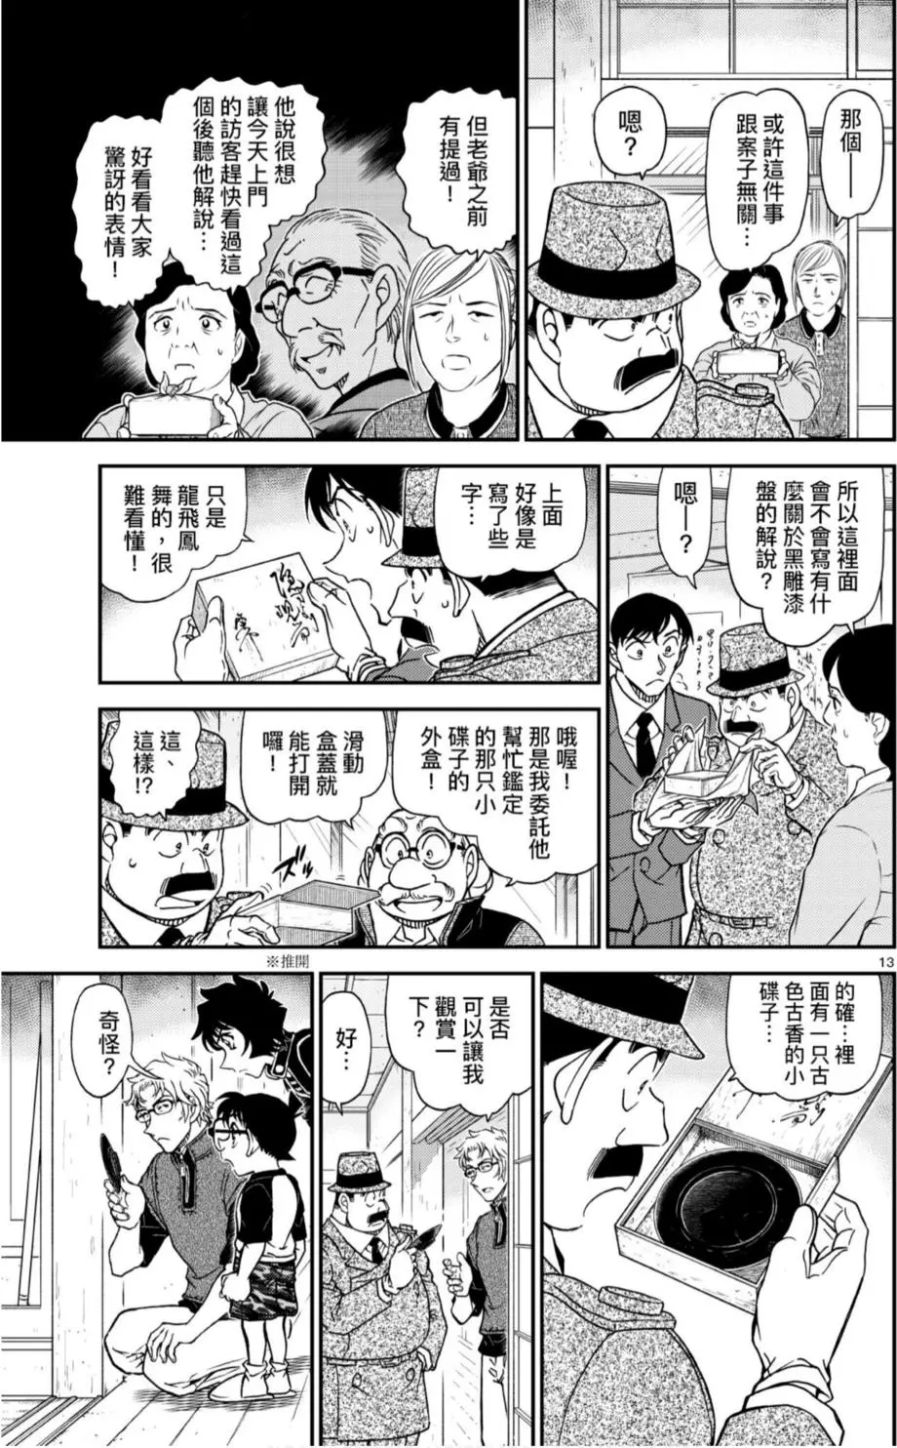 那個──
或許這件事
跟案子無關…
嗯？
但老爺之前
有提過！
他說很想
讓今天上門
的訪客趕快看過這
個後聽他解說…
好看看大家
驚訝的表情！
所以這裡面
會不會寫有什
麼關於黑雕漆
盤的解說？
嗯─？
上面
好像是
寫了些
字…
只是
龍飛鳳
舞的，很
難看懂！
哦喔！
那是我委託他
幫忙鑑定
的那只小
碟子的
外盒！
滑動
盒蓋就
能打開
囉！
ズズ
這、
這樣!?
※推開
13
的確…裡
面有一只古
色古香的小
碟子…
是否
可以讓我
觀賞一
下？
好…
奇怪？